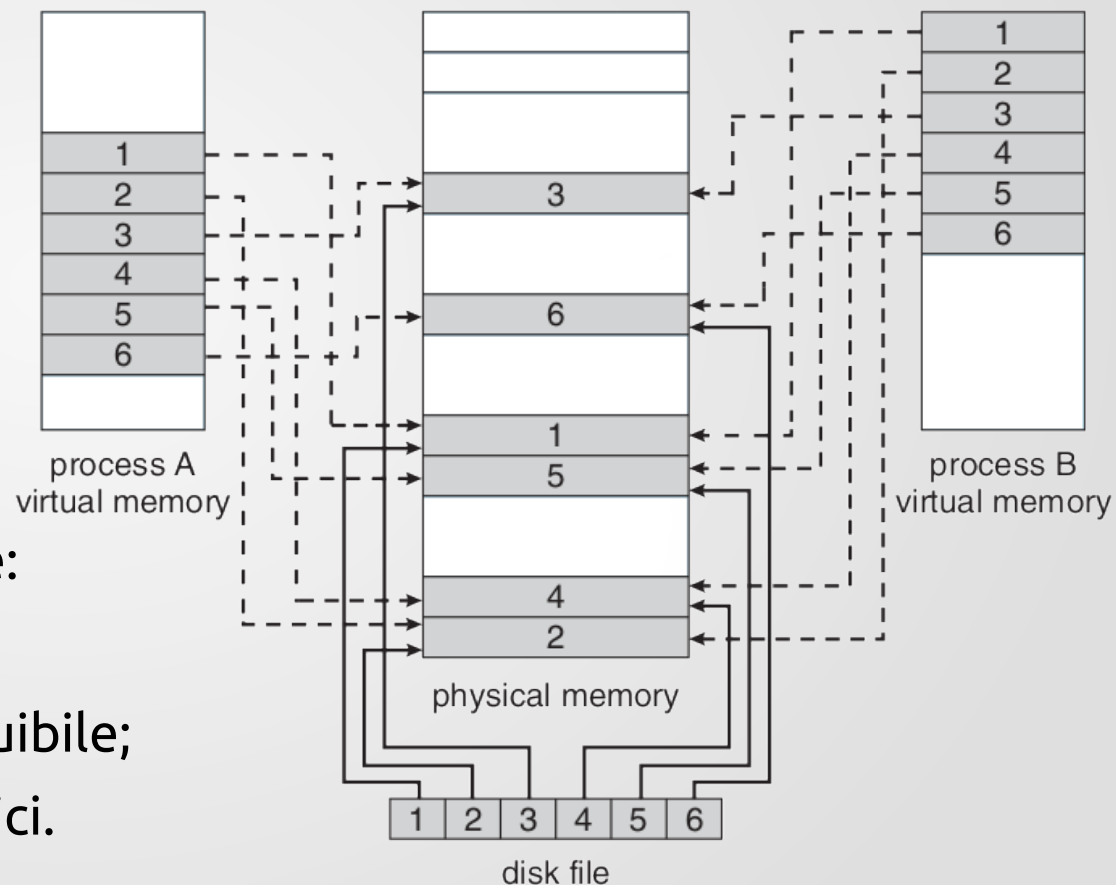 1
2
3
4
5
6
process A
virtual memory
3
6
1
5
4
2
physical memory
1
2
3
4
5
6
process B
virtual memory
e:
uibile;
ci.
1 2 3 4 5 6
disk file